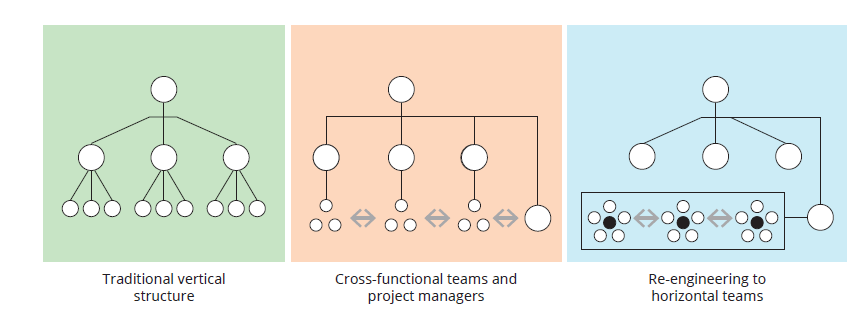 Traditional vertical
structure
Cross-functional teams and
project managers
Re-engineering to
horizontal teams